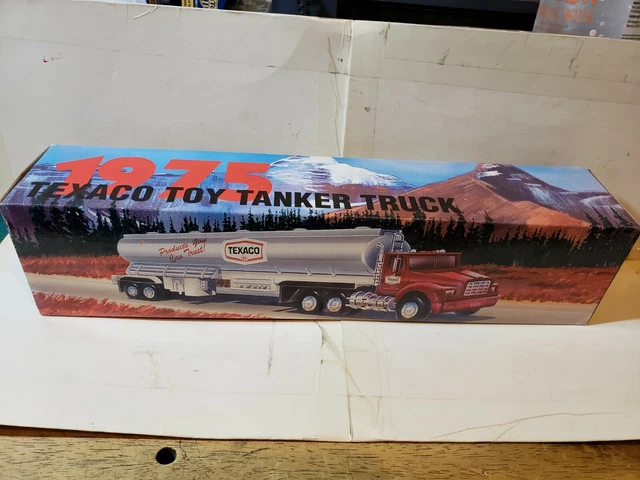 1975
TEXACO TOY TANKER TRUCK
Products You
Can Trust!
TEXACO